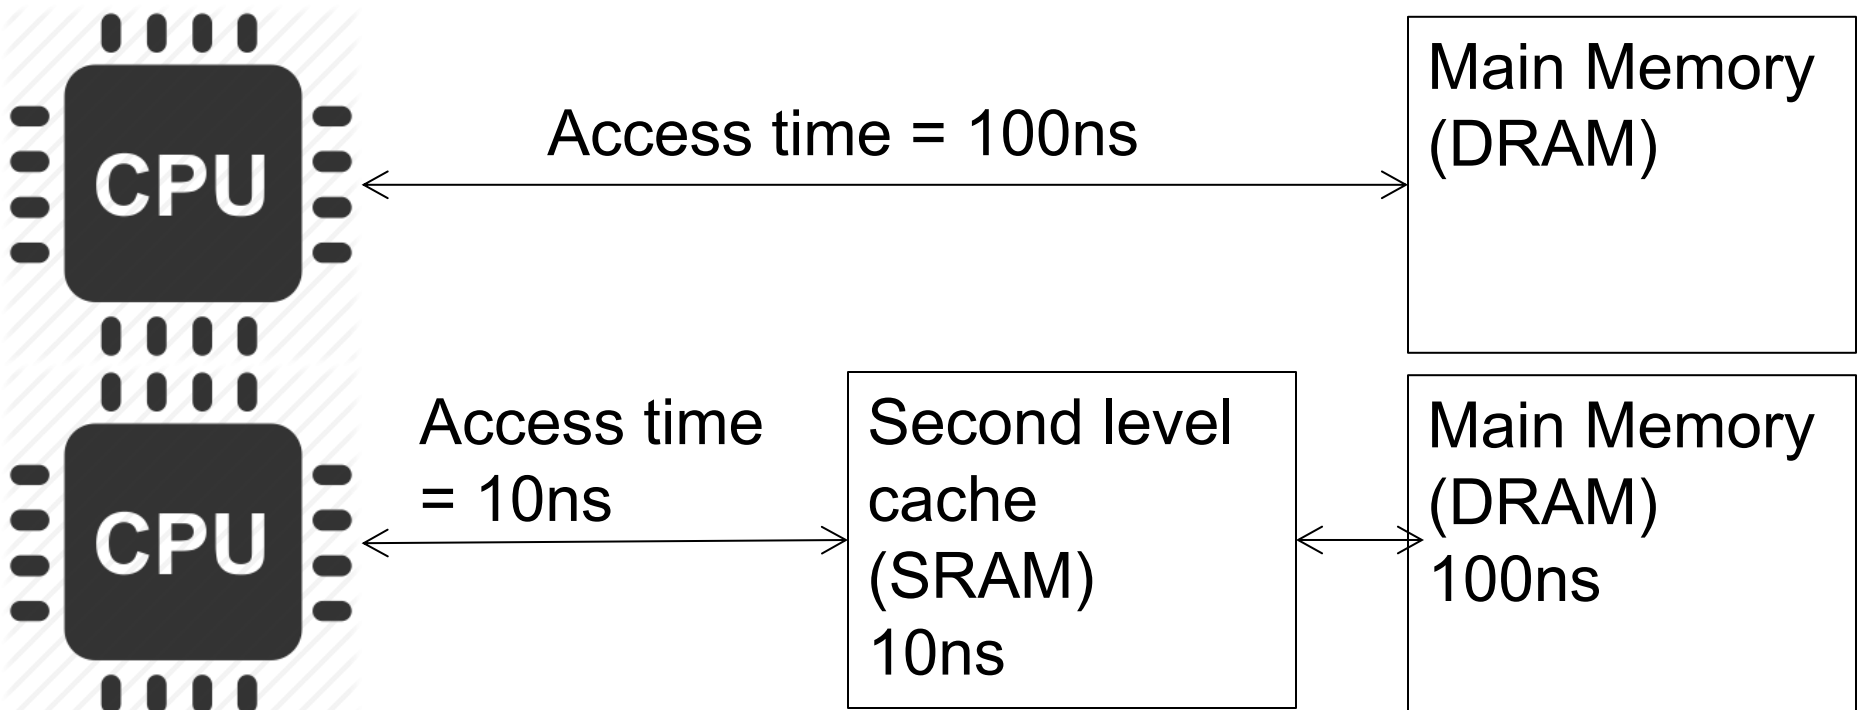 CPU
Access time = 100ns
Main Memory
(DRAM)
CPU
Access time
= 10ns
Second level
cache
(SRAM)
10ns
Main Memory
(DRAM)
100ns